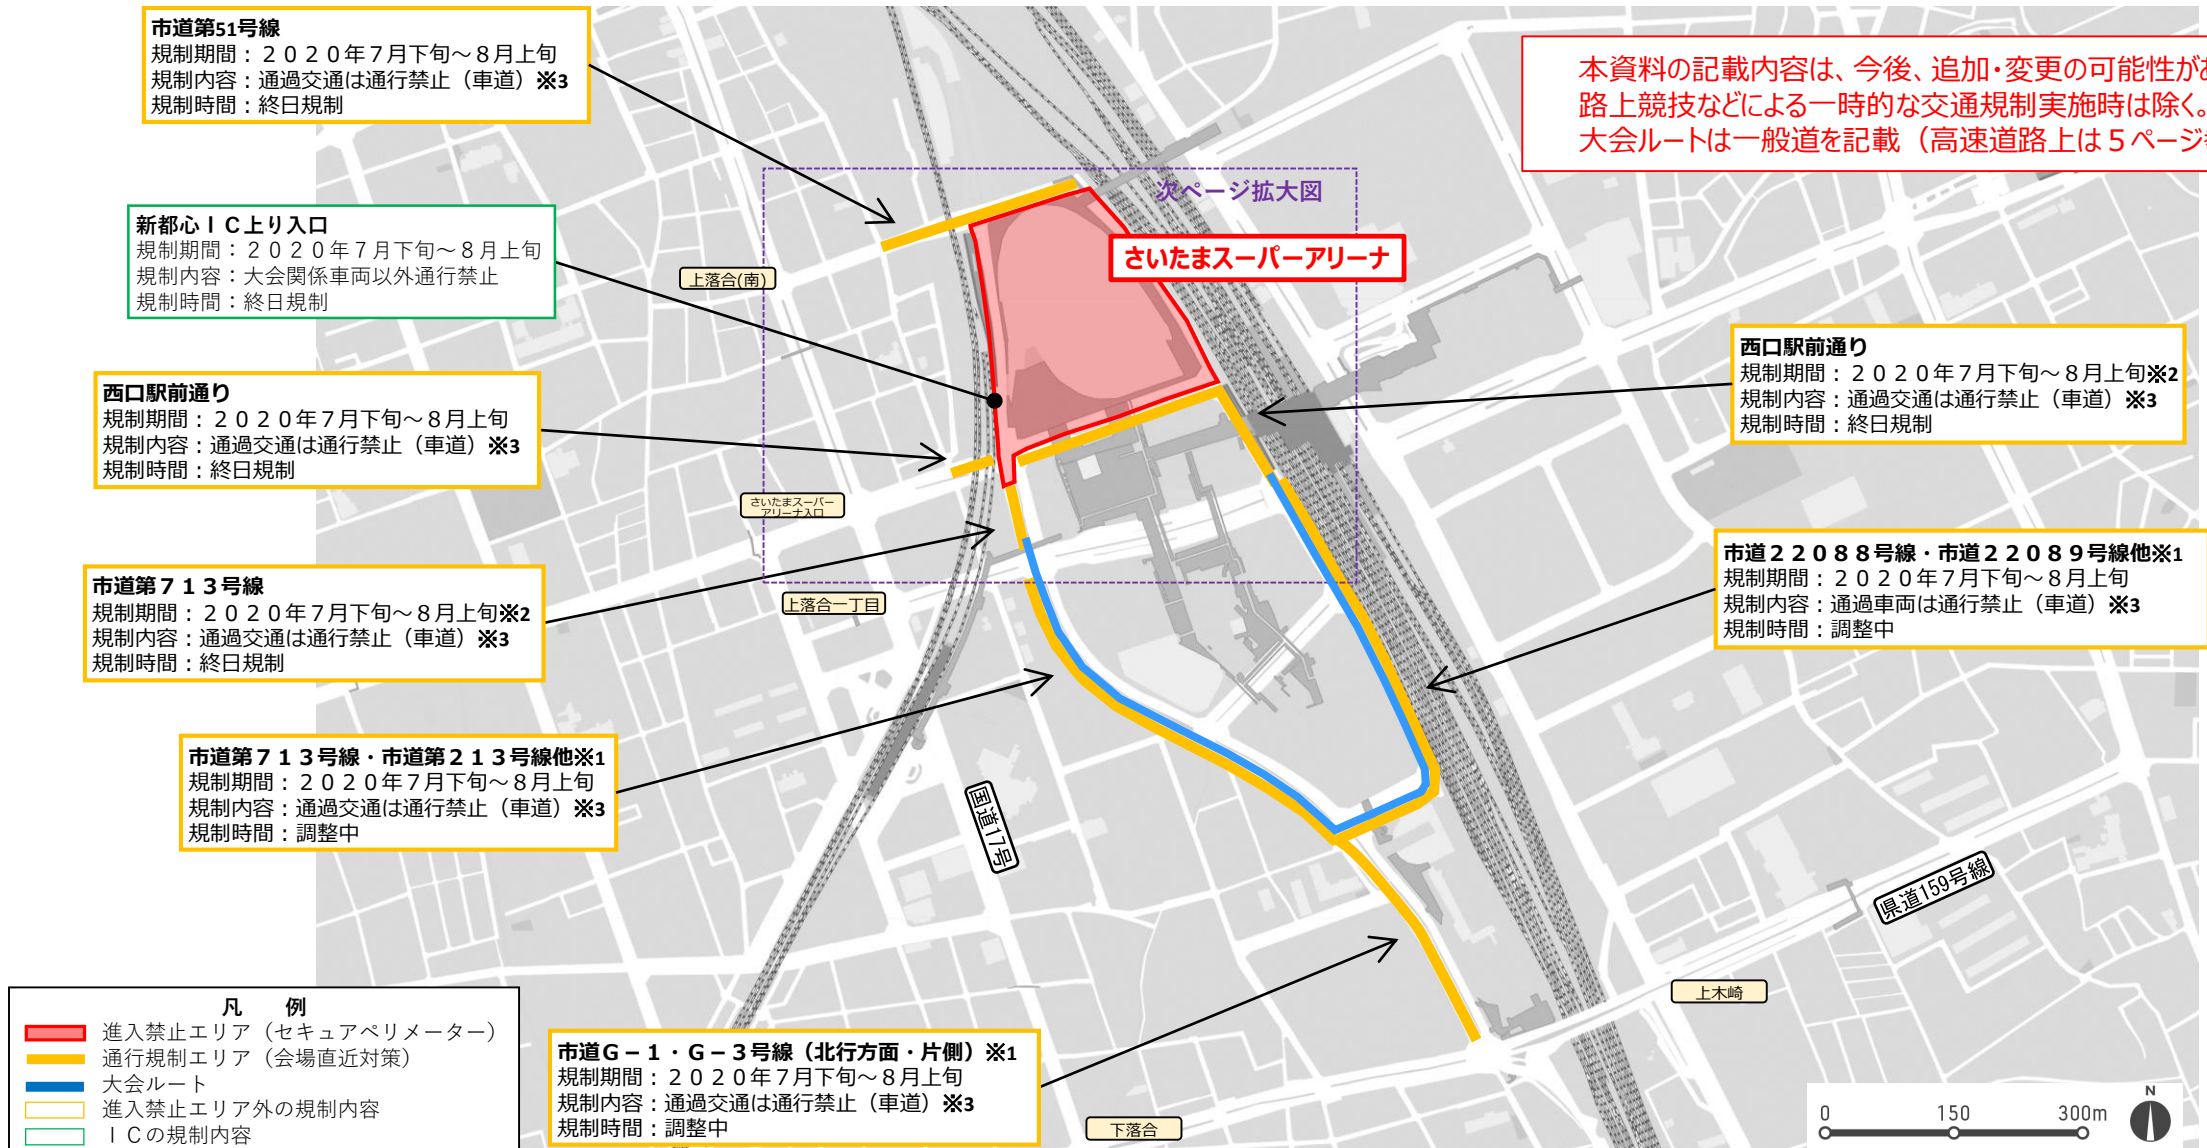 市道第51号線
規制期間：２０２０年７月下旬～８月上旬
規制内容：通過交通は通行禁止（車道）※3
規制時間：終日規制
本資料の記載内容は、今後、追加・変更の可能性が
路上競技などによる一時的な交通規制実施時は除く。
大会ルートは一般道を記載（高速道路上は５ページ
次ページ拡大図
新都心ＩＣ上り入口
規制期間：２０２０年７月下旬～８月上旬
規制内容：大会関係車両以外通行禁止
規制時間：終日規制
さいたまスーパーアリーナ
上落合(南)
西口駅前通り
規制期間：２０２０年７月下旬～８月上旬※2
規制内容：通過交通は通行禁止（車道）※3
規制時間：終日規制
西口駅前通り
規制期間：２０２０年７月下旬～８月上旬
規制内容：通過交通は通行禁止（車道）※3
規制時間：終日規制
さいたまスーパー
アリーナ入口
市道２２０８８号線・市道２２０８９号線他※1
規制期間：２０２０年７月下旬～８月上旬
規制内容：通過車両は通行禁止（車道）※3
規制時間：調整中
市道第７１３号線
規制期間：２０２０年７月下旬～８月上旬※2
規制内容：通過交通は通行禁止（車道）※3
規制時間：終日規制
上落合一丁目
市道第７１３号線・市道第２１３号線他※1
規制期間：２０２０年７月下旬～８月上旬
規制内容：通過交通は通行禁止（車道）※3
規制時間：調整中
国道17号
県道159号線
上木崎
凡　例
進入禁止エリア（セキュアペリメーター）
通行規制エリア（会場直近対策）
大会ルート
進入禁止エリア外の規制内容
ＩＣの規制内容
市道Ｇ－１・Ｇ－３号線（北行方面・片側）※1
規制期間：２０２０年７月下旬～８月上旬
規制内容：通過交通は通行禁止（車道）※3
規制時間：調整中
下落合
0 150 300m
N